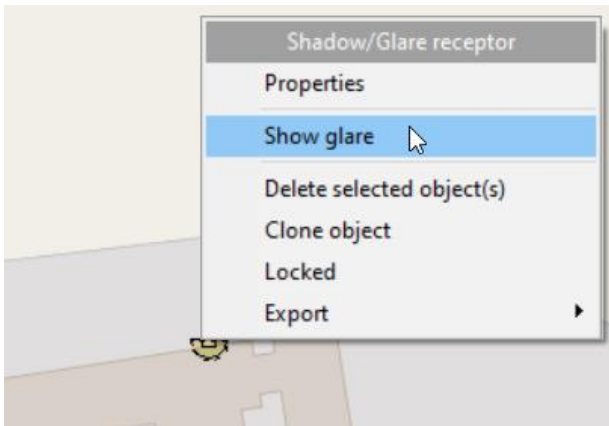 Shadow/Glare receptor
Properties
Show glare
Delete selected object(s)
Clone object
Locked
Export